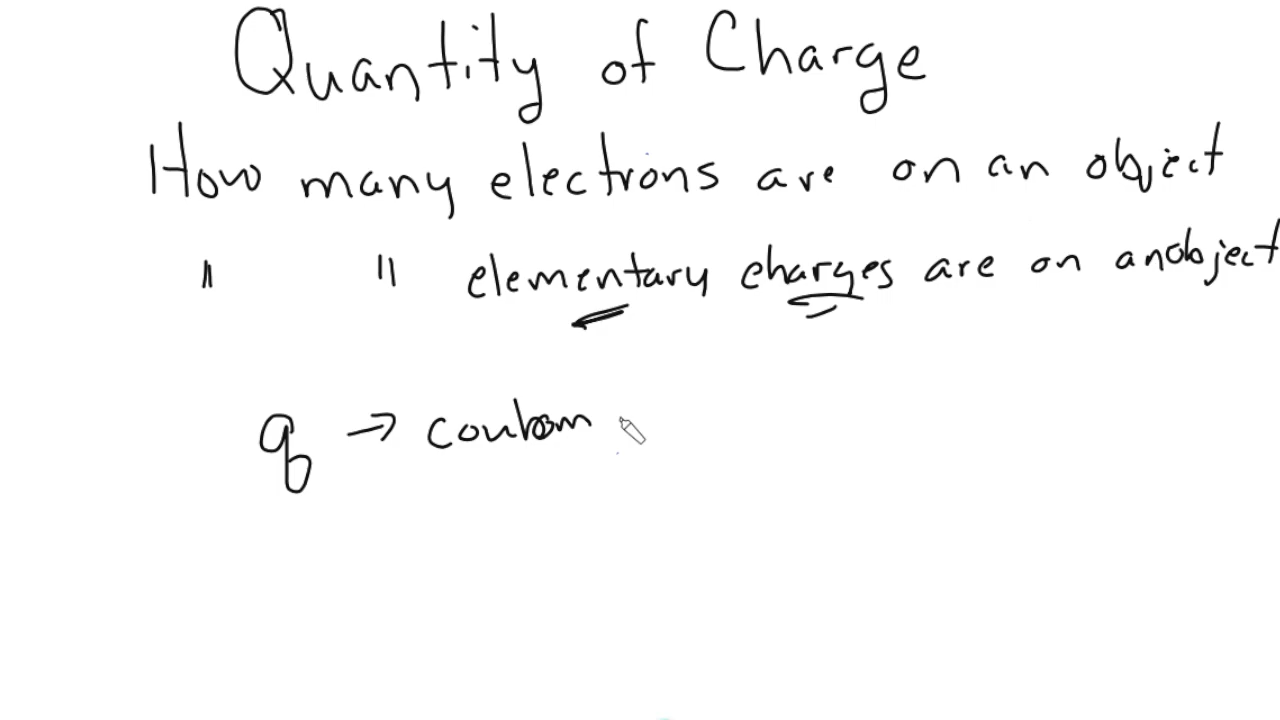 Quantity of Charge
How many electrons are on an object
" " elementary charges are on an object
q → coulom